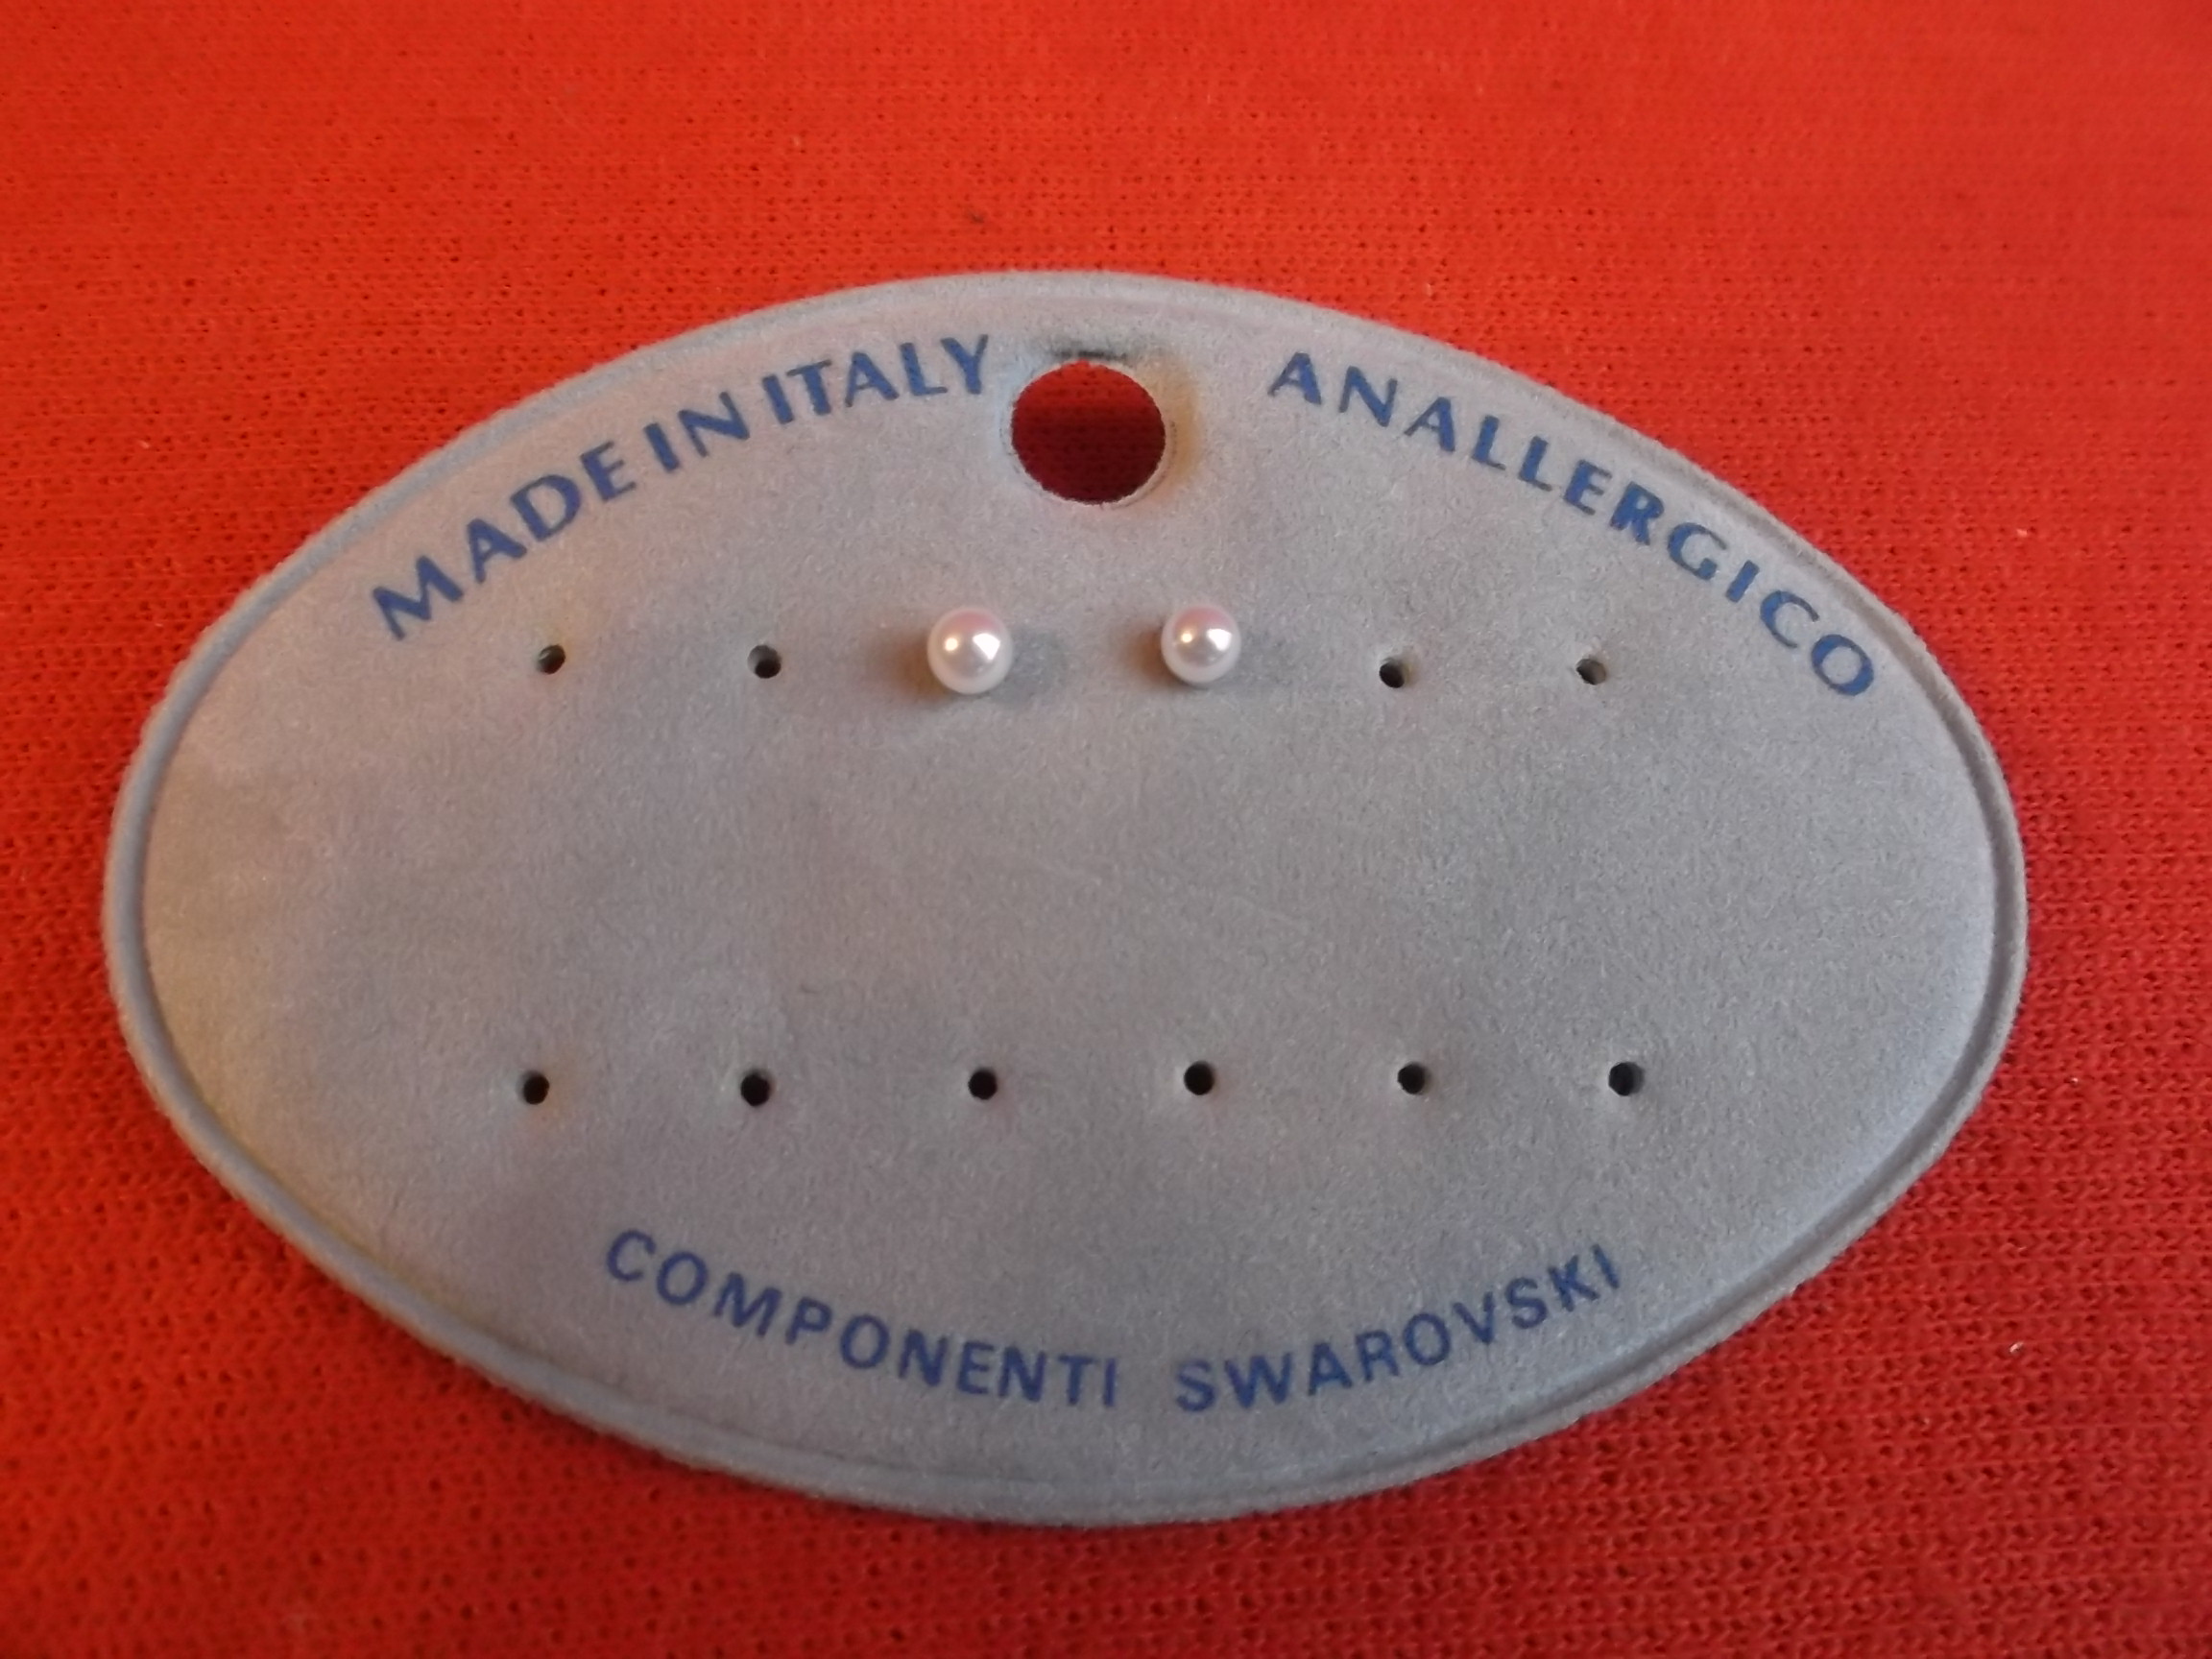 MADE IN ITALY
ANALLERGICO
COMPONENTI SWAROVSKI